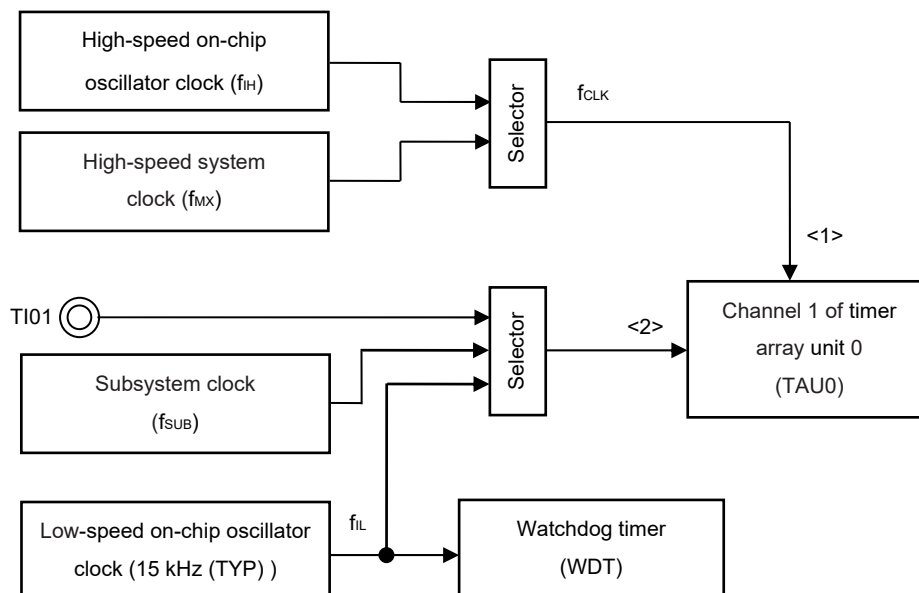 High-speed on-chip
oscillator clock (fIH)
High-speed system
clock (fMX)
Selector
fCLK
<1>
TI01
Subsystem clock
(fSUB)
Selector
<2>
Channel 1 of timer
array unit 0
(TAU0)
Low-speed on-chip oscillator
clock (15 kHz (TYP) )
fIL
Watchdog timer
(WDT)